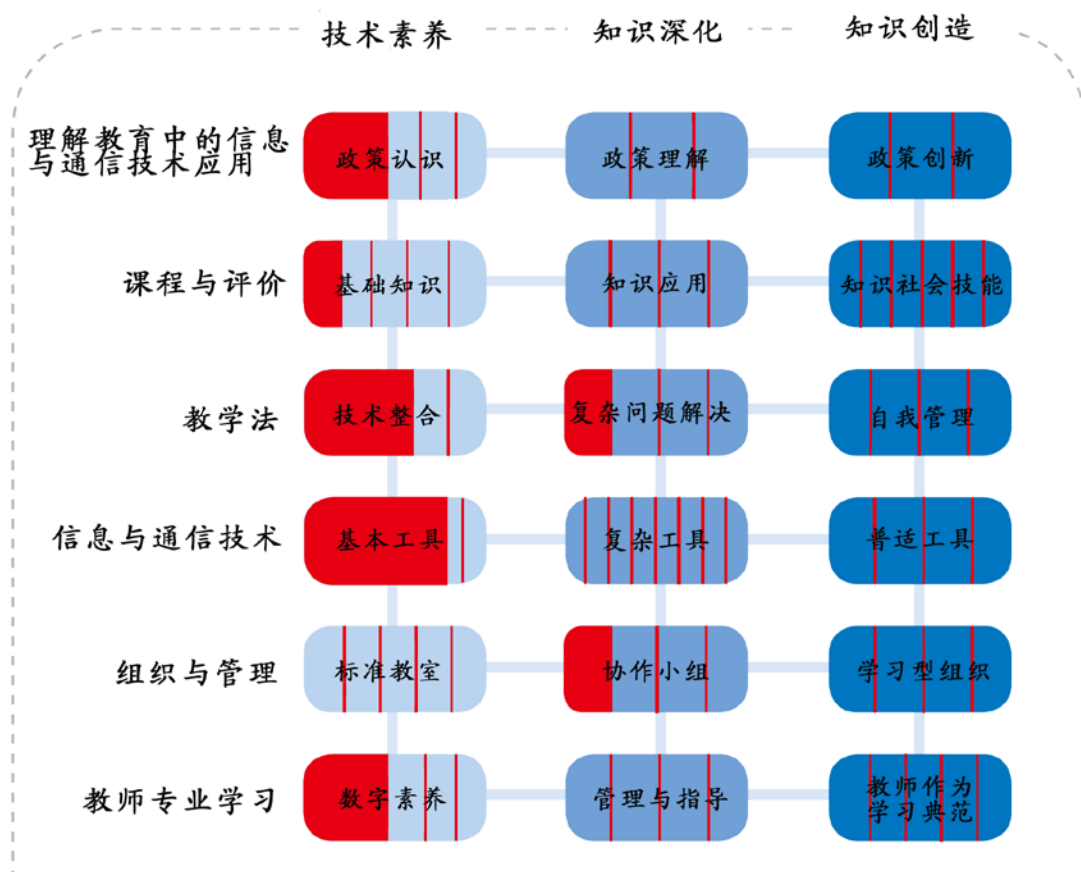 技术素养
知识深化
知识创造
理解教育中的信息
与通信技术应用
政策认识
政策理解
政策创新
课程与评价
基础知识
知识应用
知识社会技能
教学法
技术整合
复杂问题解决
自我管理
信息与通信技术
基本工具
复杂工具
普适工具
组织与管理
标准教室
协作小组
学习型组织
教师专业学习
数字素养
管理与指导
教师作为
学习典范